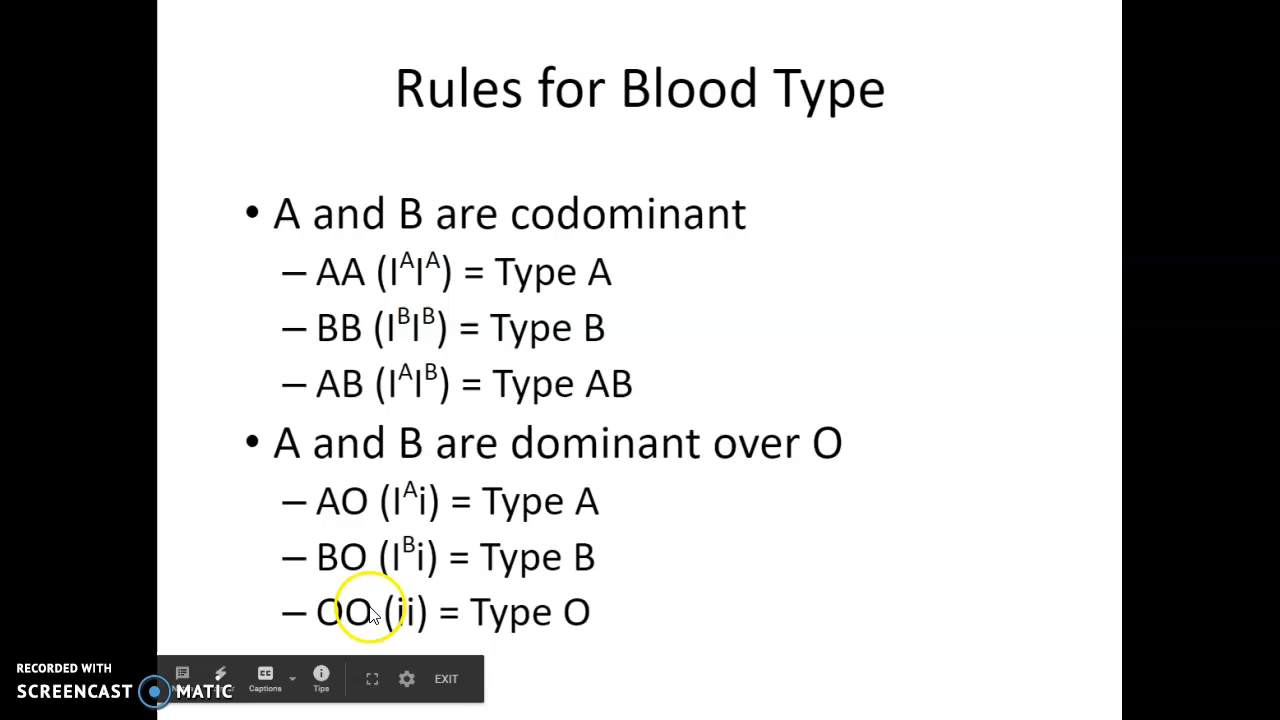 Rules for Blood Type
• A and B are codominant
– AA (IᴬIᴬ) = Type A
– BB (IᴮIᴮ) = Type B
– AB (IᴬIᴮ) = Type AB
• A and B are dominant over O
– AO (Iᴬi) = Type A
– BO (Iᴮi) = Type B
– OO (ii) = Type O
RECORDED WITH
SCREENCAST MATIC
Captions Tips EXIT